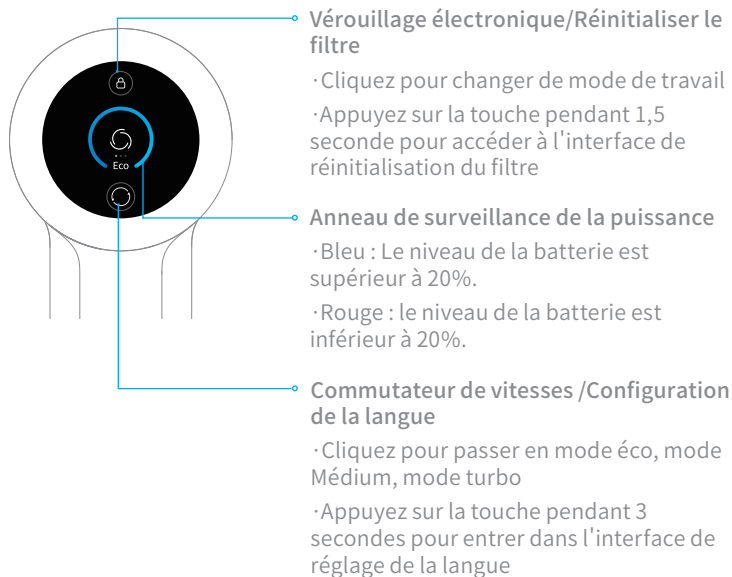 Vérouillage électronique/Réinitialiser le
filtre
·Cliquez pour changer de mode de travail
·Appuyez sur la touche pendant 1,5
seconde pour accéder à l'interface de
réinitialisation du filtre
Eco
Anneau de surveillance de la puissance
·Bleu : Le niveau de la batterie est
supérieur à 20%.
·Rouge : le niveau de la batterie est
inférieur à 20%.
Commutateur de vitesses /Configuration
de la langue
·Cliquez pour passer en mode éco, mode
Médium, mode turbo
·Appuyez sur la touche pendant 3
secondes pour entrer dans l'interface de
réglage de la langue